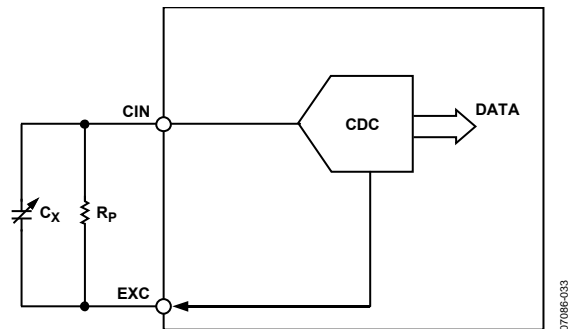 CIN
CDC
DATA
CX
RP
EXC
07086-033